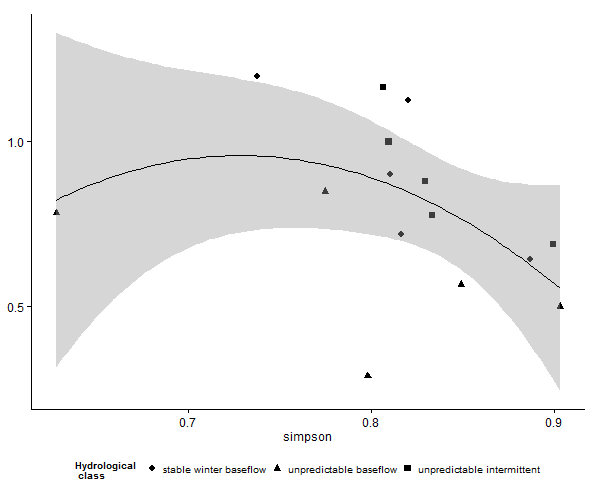 1.0
0.5
0.7 0.8 0.9
simpson
Hydrological
class
stable winter baseflow unpredictable baseflow unpredictable intermittent